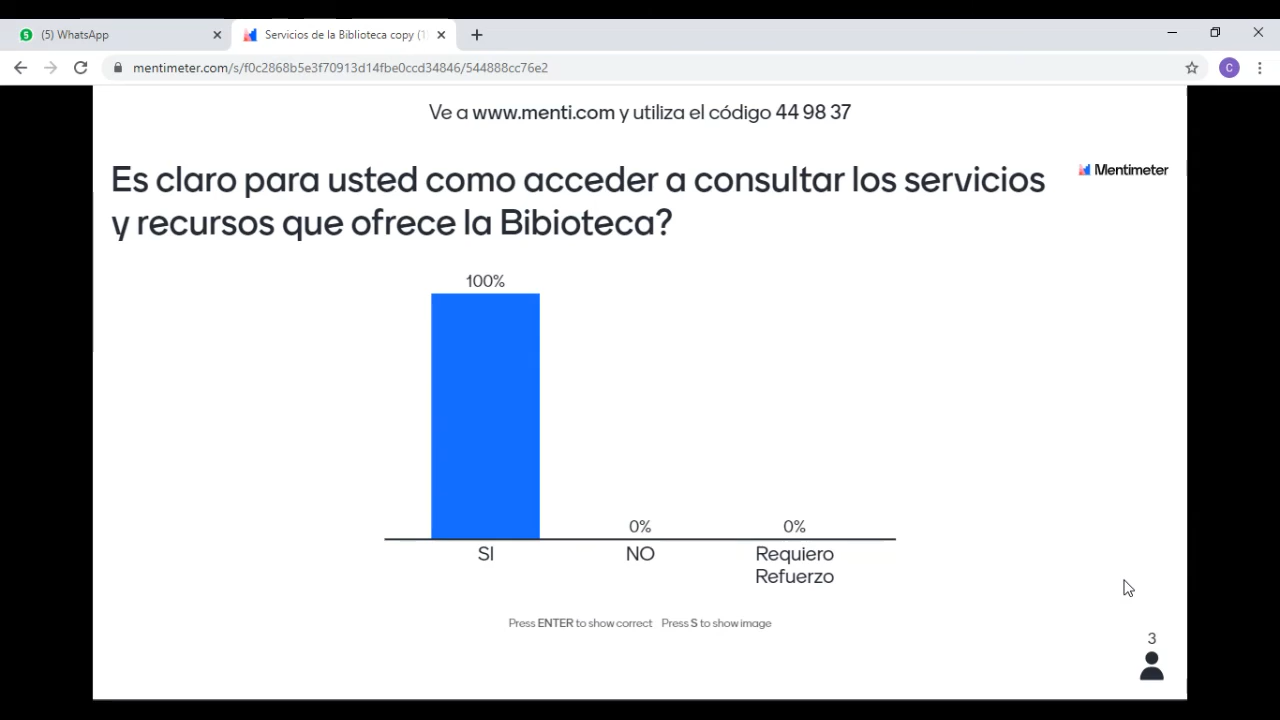 5
(5) WhatsApp
Servicios de la Biblioteca copy (1
mentimeter.com/s/f0c2868b5e3f70913d14fbe0ccd34846/544888cc76e2
C
Ve a www.menti.com y utiliza el código 44 98 37
Es claro para usted como acceder a consultar los servicios
y recursos que ofrece la Bibioteca?
Mentimeter
100%
0%
0%
SI
NO
Requiero
Refuerzo
Press ENTER to show correct Press S to show image
3